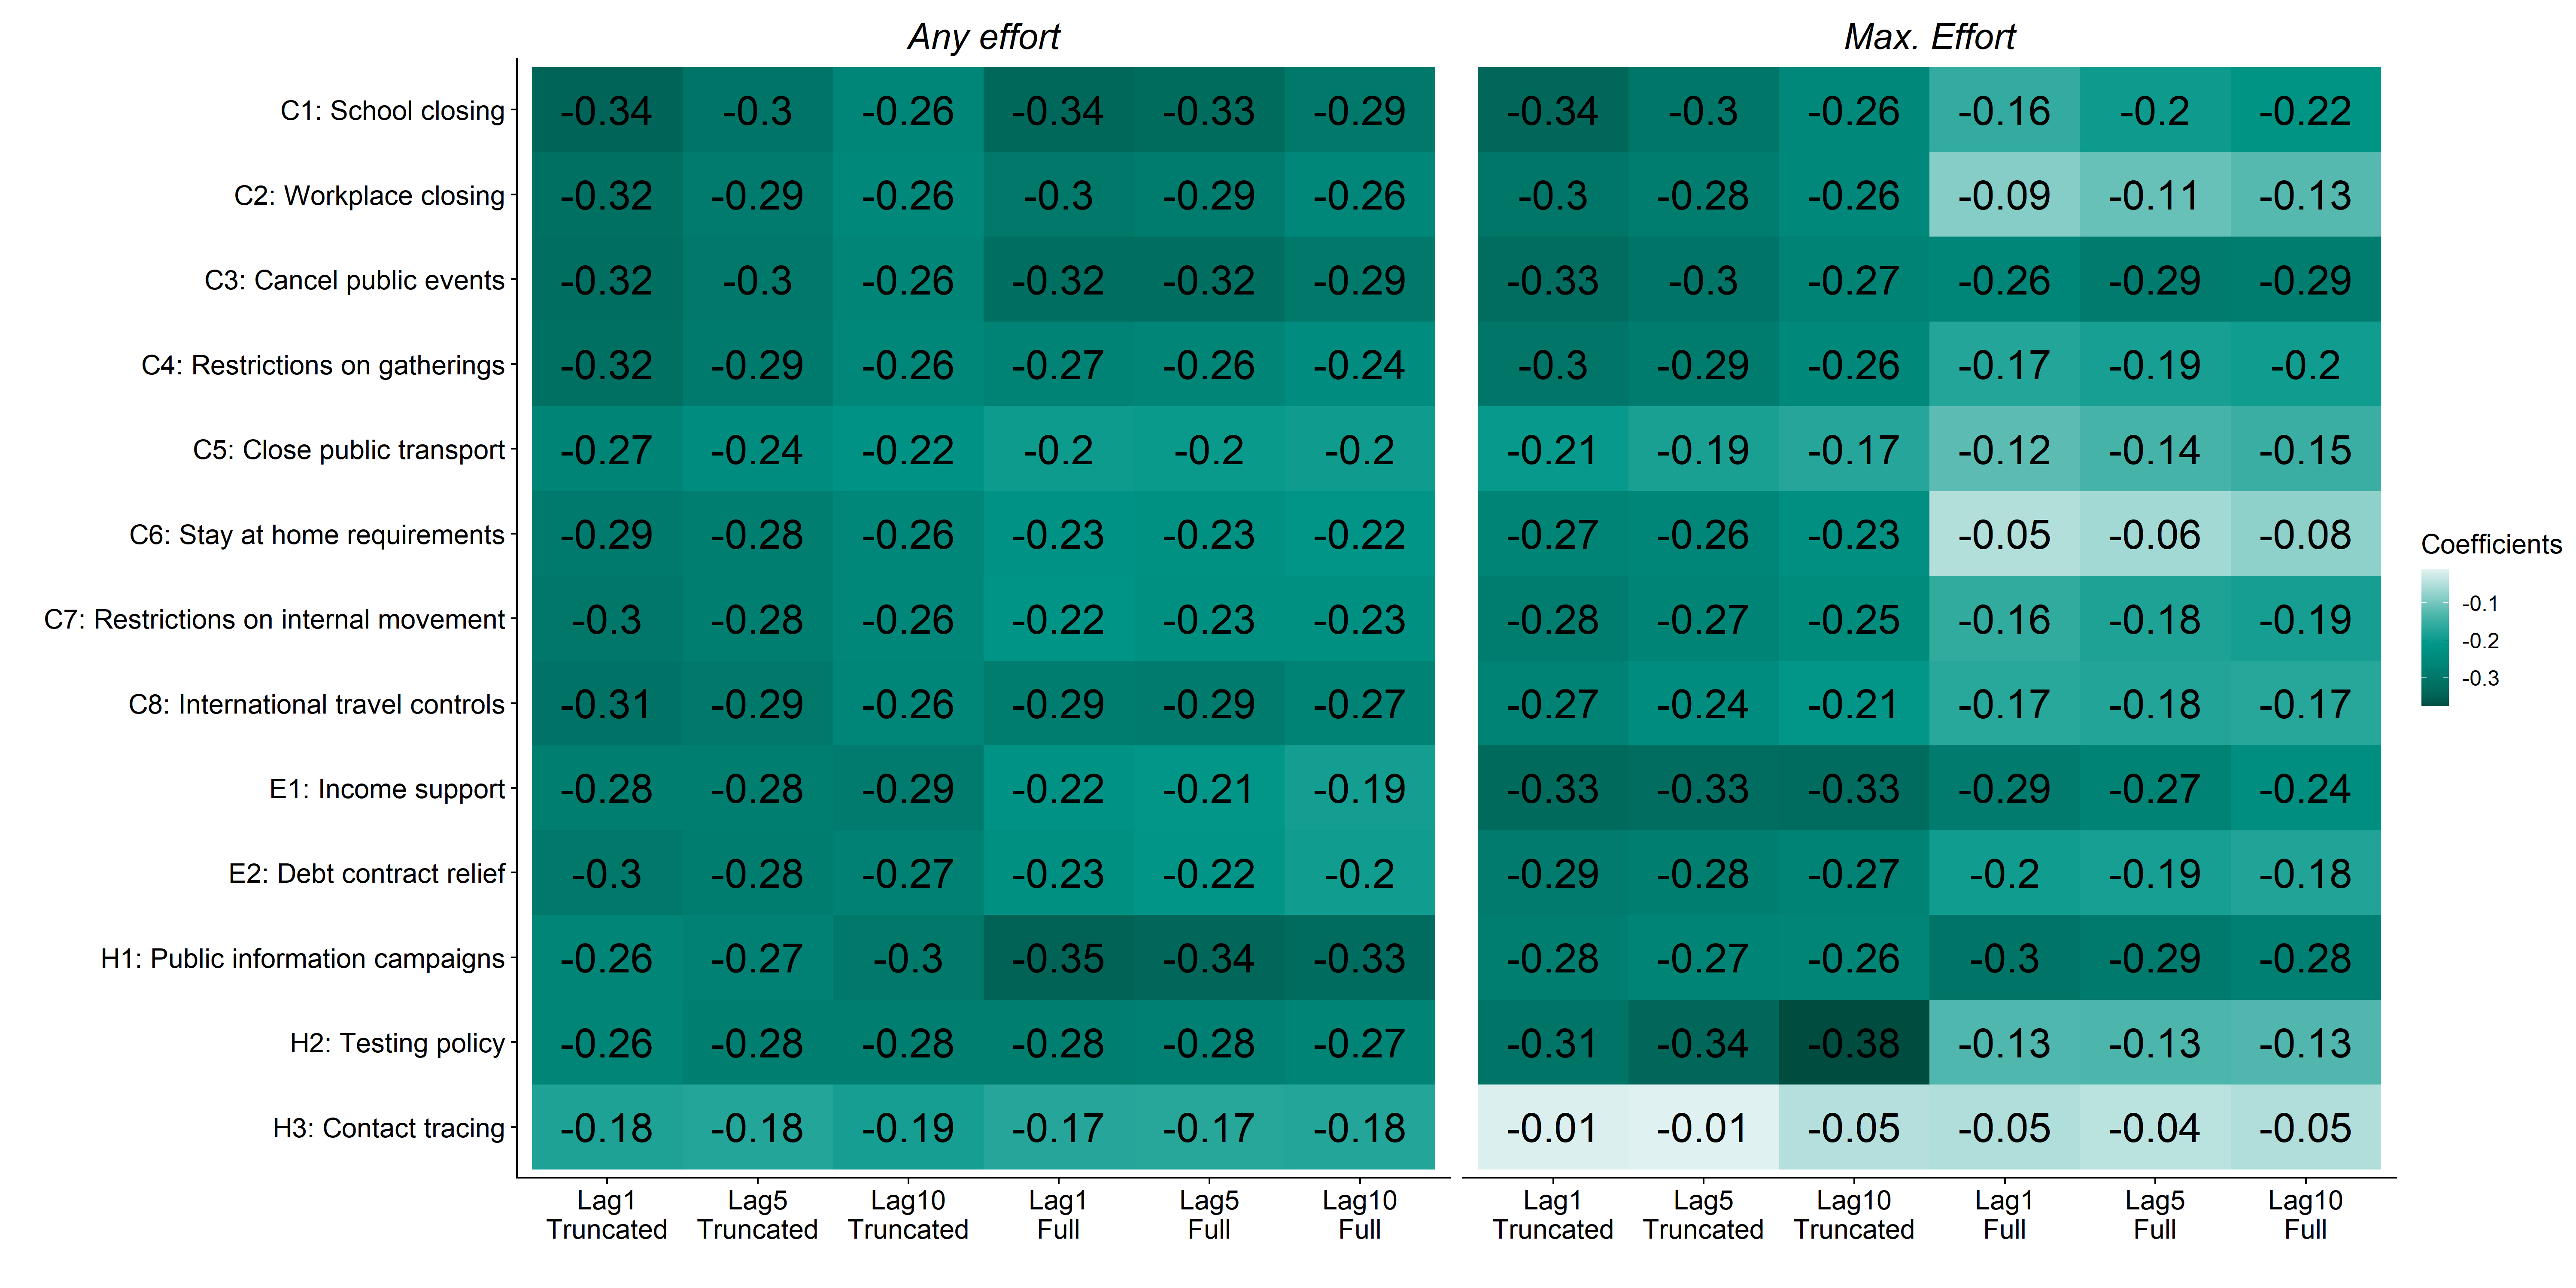 Any effort
Max. Effort
C1: School closing -0.34 -0.3 -0.26 -0.34 -0.33 -0.29 -0.34 -0.3 -0.26 -0.16 -0.2 -0.22
C2: Workplace closing -0.32 -0.29 -0.26 -0.3 -0.29 -0.26 -0.3 -0.28 -0.26 -0.09 -0.11 -0.13
C3: Cancel public events -0.32 -0.3 -0.26 -0.32 -0.32 -0.29 -0.33 -0.3 -0.27 -0.26 -0.29 -0.29
C4: Restrictions on gatherings -0.32 -0.29 -0.26 -0.27 -0.26 -0.24 -0.3 -0.29 -0.26 -0.17 -0.19 -0.2
C5: Close public transport -0.27 -0.24 -0.22 -0.2 -0.2 -0.2 -0.21 -0.19 -0.17 -0.12 -0.14 -0.15
C6: Stay at home requirements -0.29 -0.28 -0.26 -0.23 -0.23 -0.22 -0.27 -0.26 -0.23 -0.05 -0.06 -0.08
C7: Restrictions on internal movement -0.3 -0.28 -0.26 -0.22 -0.23 -0.23 -0.28 -0.27 -0.25 -0.16 -0.18 -0.19
C8: International travel controls -0.31 -0.29 -0.26 -0.29 -0.29 -0.27 -0.27 -0.24 -0.21 -0.17 -0.18 -0.17
E1: Income support -0.28 -0.28 -0.29 -0.22 -0.21 -0.19 -0.33 -0.33 -0.33 -0.29 -0.27 -0.24
E2: Debt contract relief -0.3 -0.28 -0.27 -0.23 -0.22 -0.2 -0.29 -0.28 -0.27 -0.2 -0.19 -0.18
H1: Public information campaigns -0.26 -0.27 -0.3 -0.35 -0.34 -0.33 -0.28 -0.27 -0.26 -0.3 -0.29 -0.28
H2: Testing policy -0.26 -0.28 -0.28 -0.28 -0.28 -0.27 -0.31 -0.34 -0.38 -0.13 -0.13 -0.13
H3: Contact tracing -0.18 -0.18 -0.19 -0.17 -0.17 -0.18 -0.01 -0.01 -0.05 -0.05 -0.04 -0.05
Lag1 Lag5 Lag10 Lag1 Lag5 Lag10 Lag1 Lag5 Lag10 Lag1 Lag5 Lag10
Truncated Truncated Truncated Full Full Full Truncated Truncated Truncated Full Full Full
Coefficients
-0.1
-0.2
-0.3